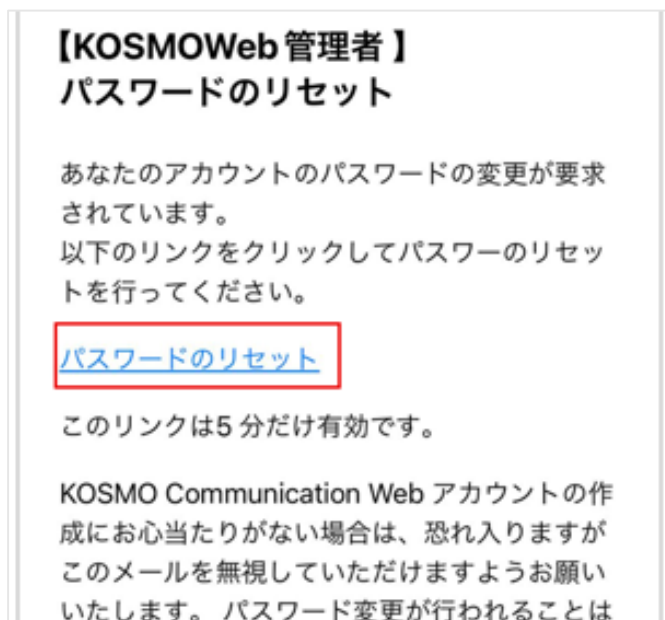 【KOSMOWeb管理者】
パスワードのリセット
あなたのアカウントのパスワードの変更が要求
されています。
以下のリンクをクリックしてパスワーのリセッ
トを行ってください。
パスワードのリセット
このリンクは5 分だけ有効です。
KOSMO Communication Web アカウントの作
成にお心当たりがない場合は、恐れ入りますが
このメールを無視していただけますようお願い
いたします。 パスワード変更が行われることは